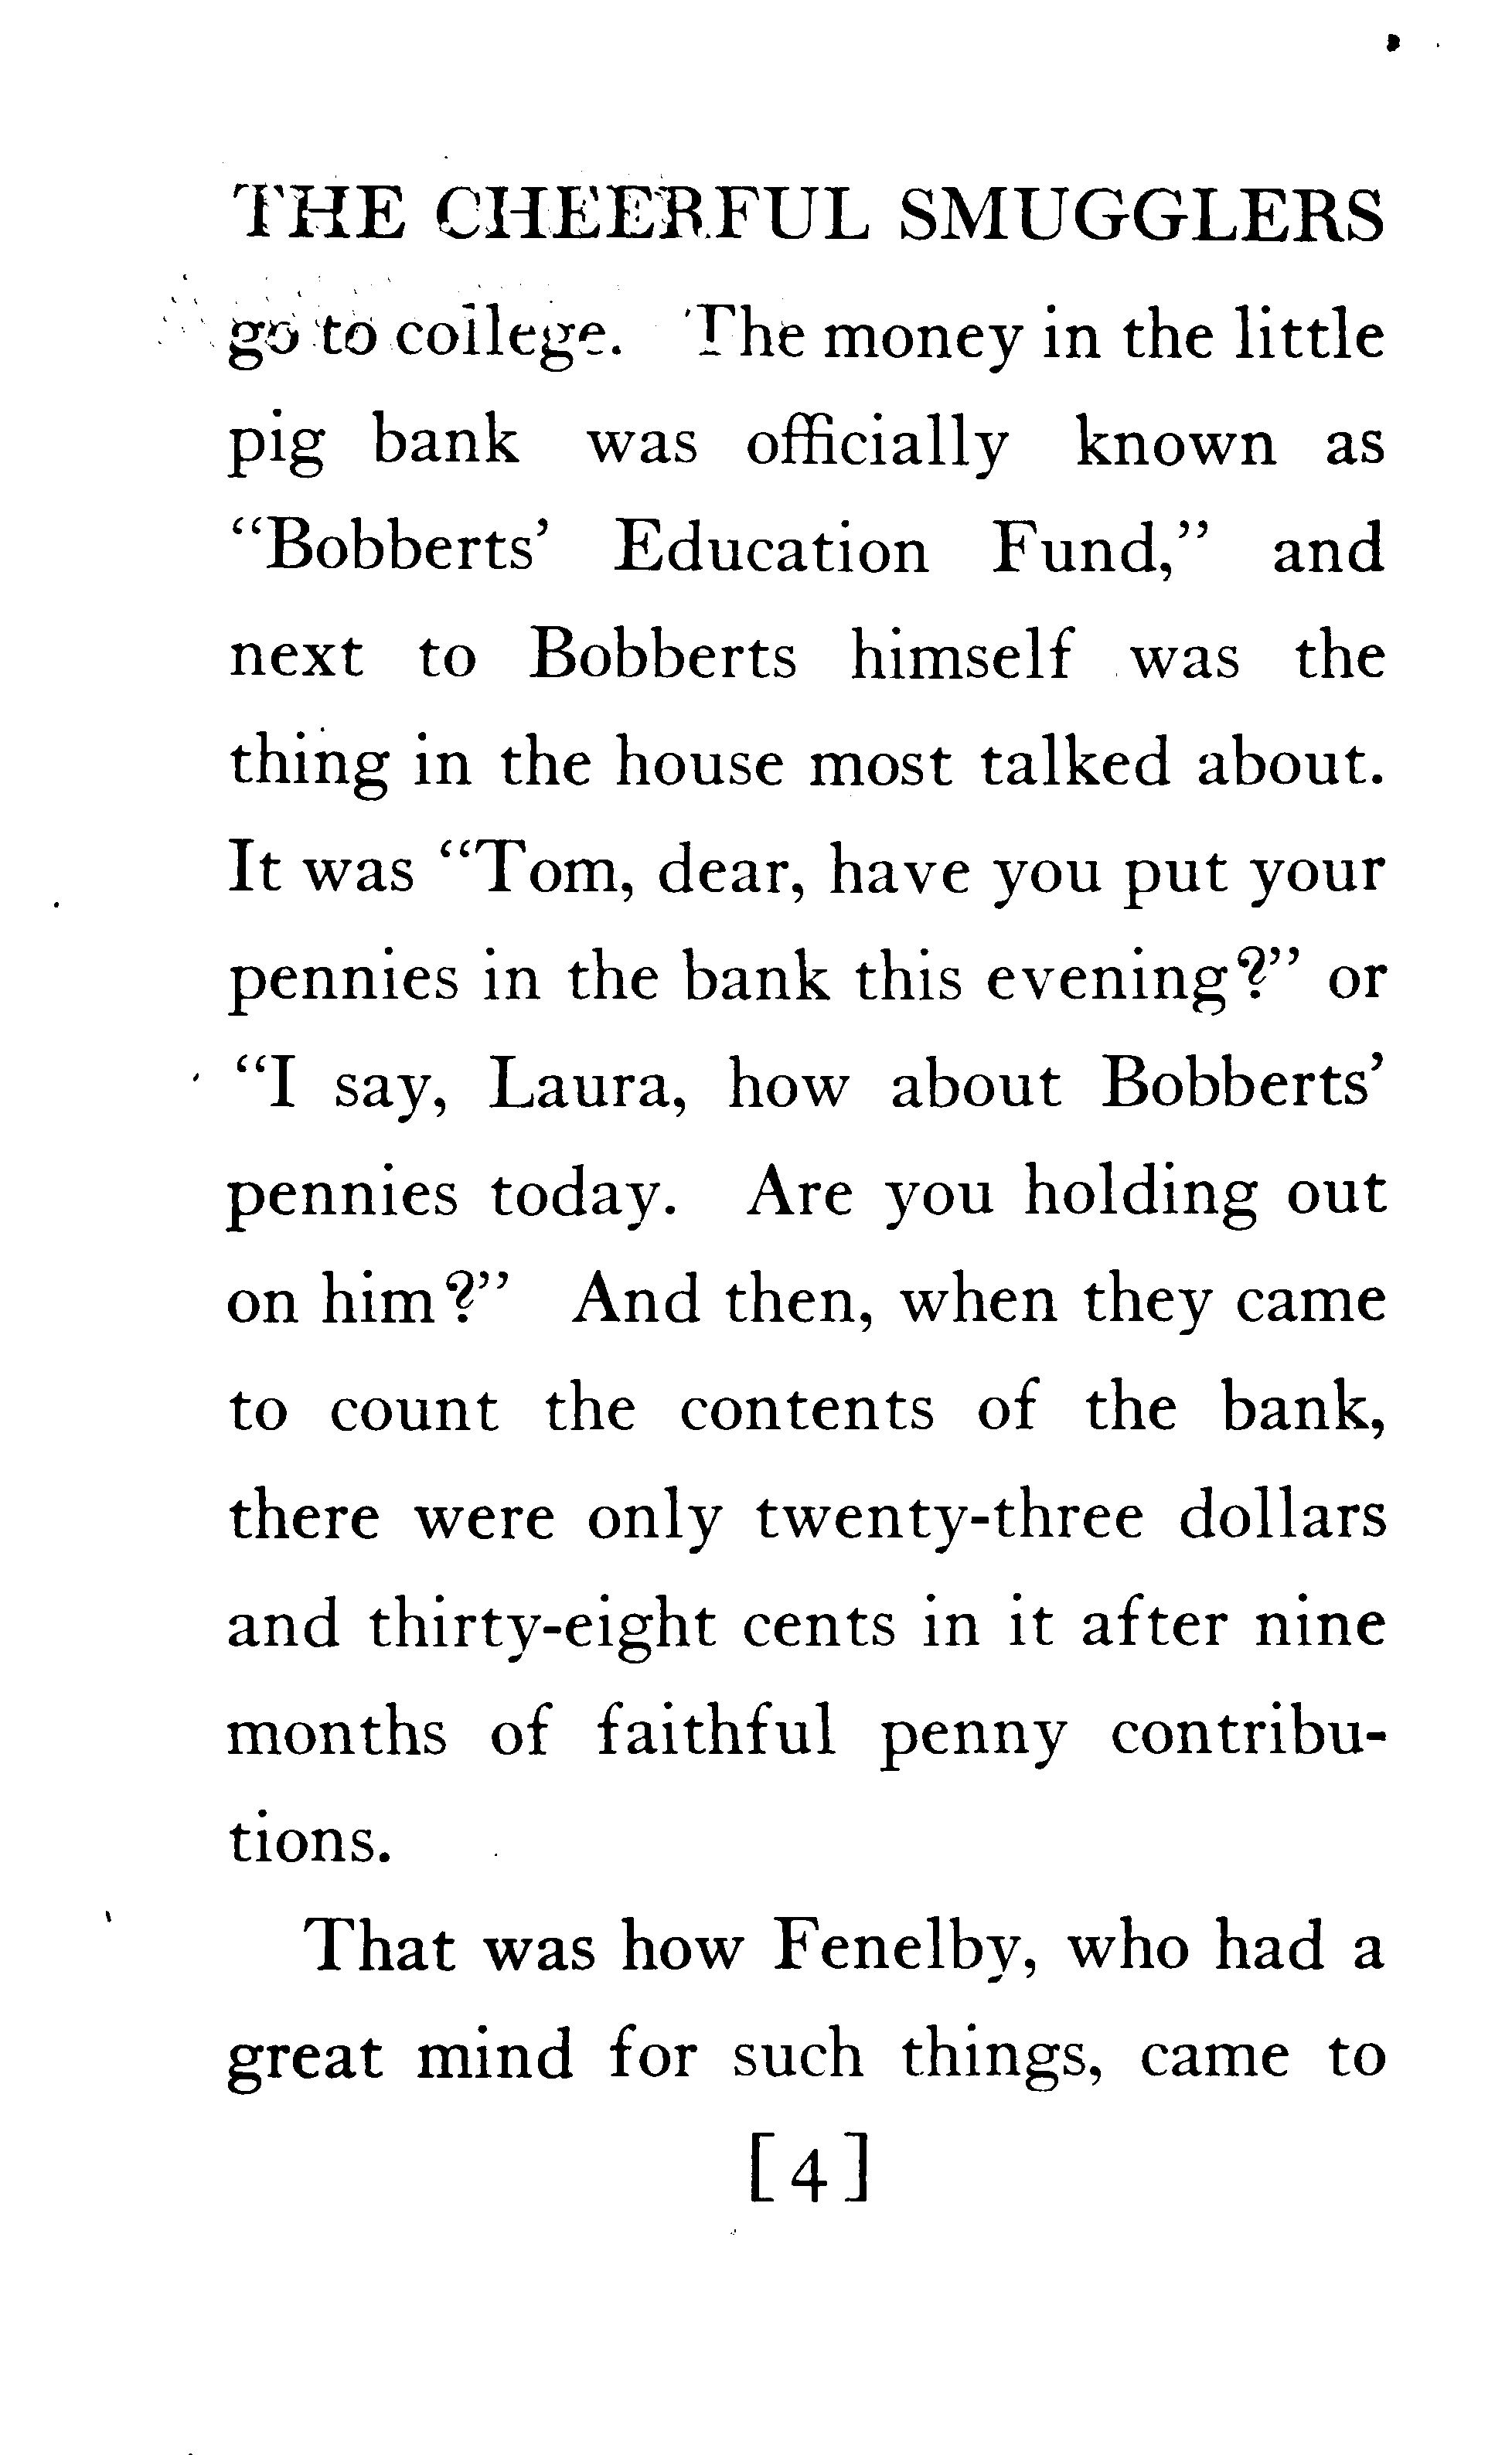 THE CHEERFUL SMUGGLERS
go to college. The money in the little
pig bank was officially known as
“Bobberts’ Education Fund,” and
next to Bobberts himself was the
thing in the house most talked about.
It was “Tom, dear, have you put your
pennies in the bank this evening?” or
“I say, Laura, how about Bobberts’
pennies today. Are you holding out
on him?” And then, when they came
to count the contents of the bank,
there were only twenty-three dollars
and thirty-eight cents in it after nine
months of faithful penny contribu-
tions.
That was how Fenelby, who had a
great mind for such things, came to
[4]